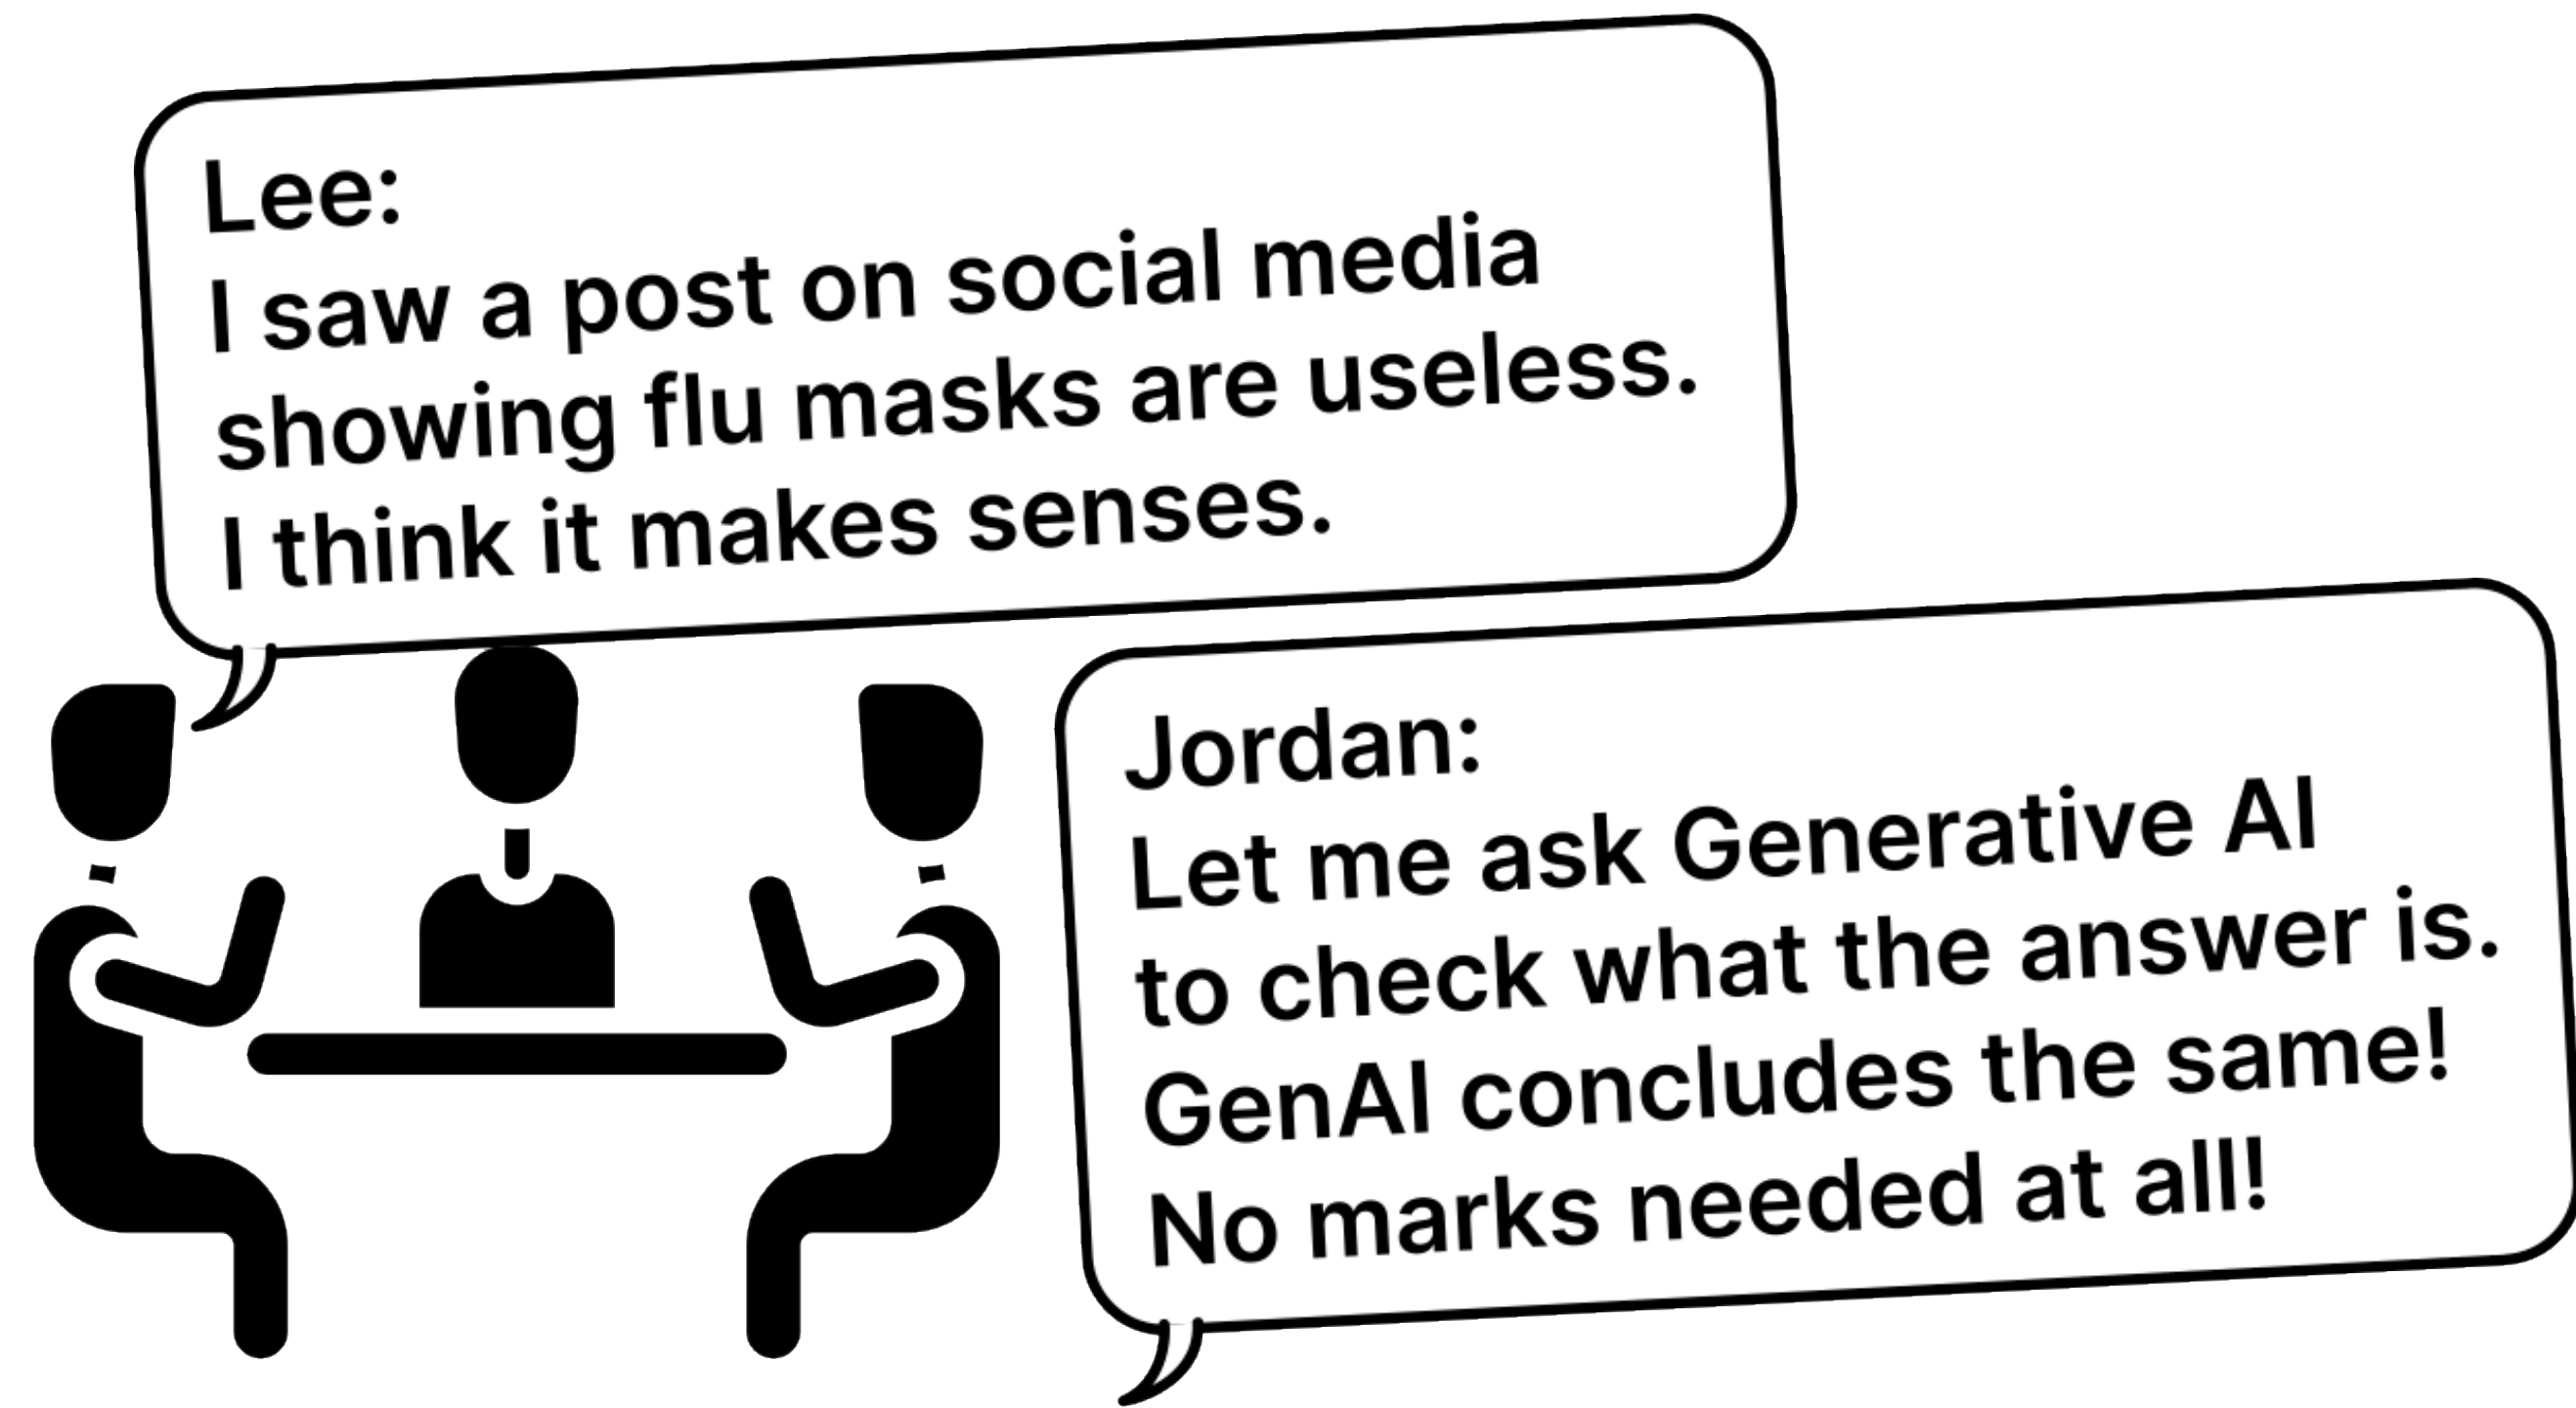 Lee:
I saw a post on social media
showing flu masks are useless.
I think it makes senses.
Jordan:
Let me ask Generative AI
to check what the answer is.
GenAI concludes the same!
No marks needed at all!